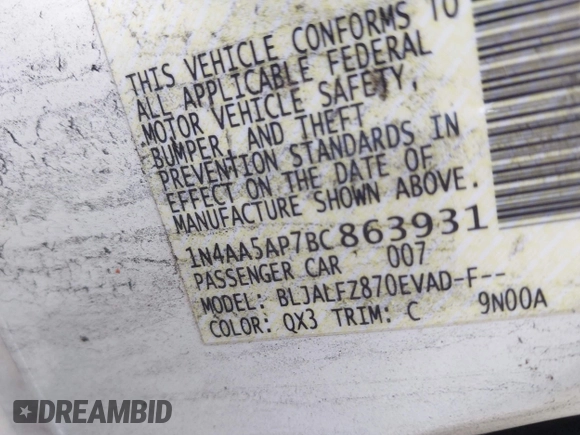 THIS VEHICLE CONFORMS TO
ALL APPLICABLE FEDERAL
MOTOR VEHICLE SAFETY,
BUMPER, AND THEFT
PREVENTION STANDARDS IN
EFFECT ON THE DATE OF
MANUFACTURE SHOWN ABOVE.
1N4AA5AP7BC863931
PASSENGER CAR 007
MODEL: BLJALFZ870EVAD-F--
COLOR: QX3 TRIM: C 9N00A
DREAMBID